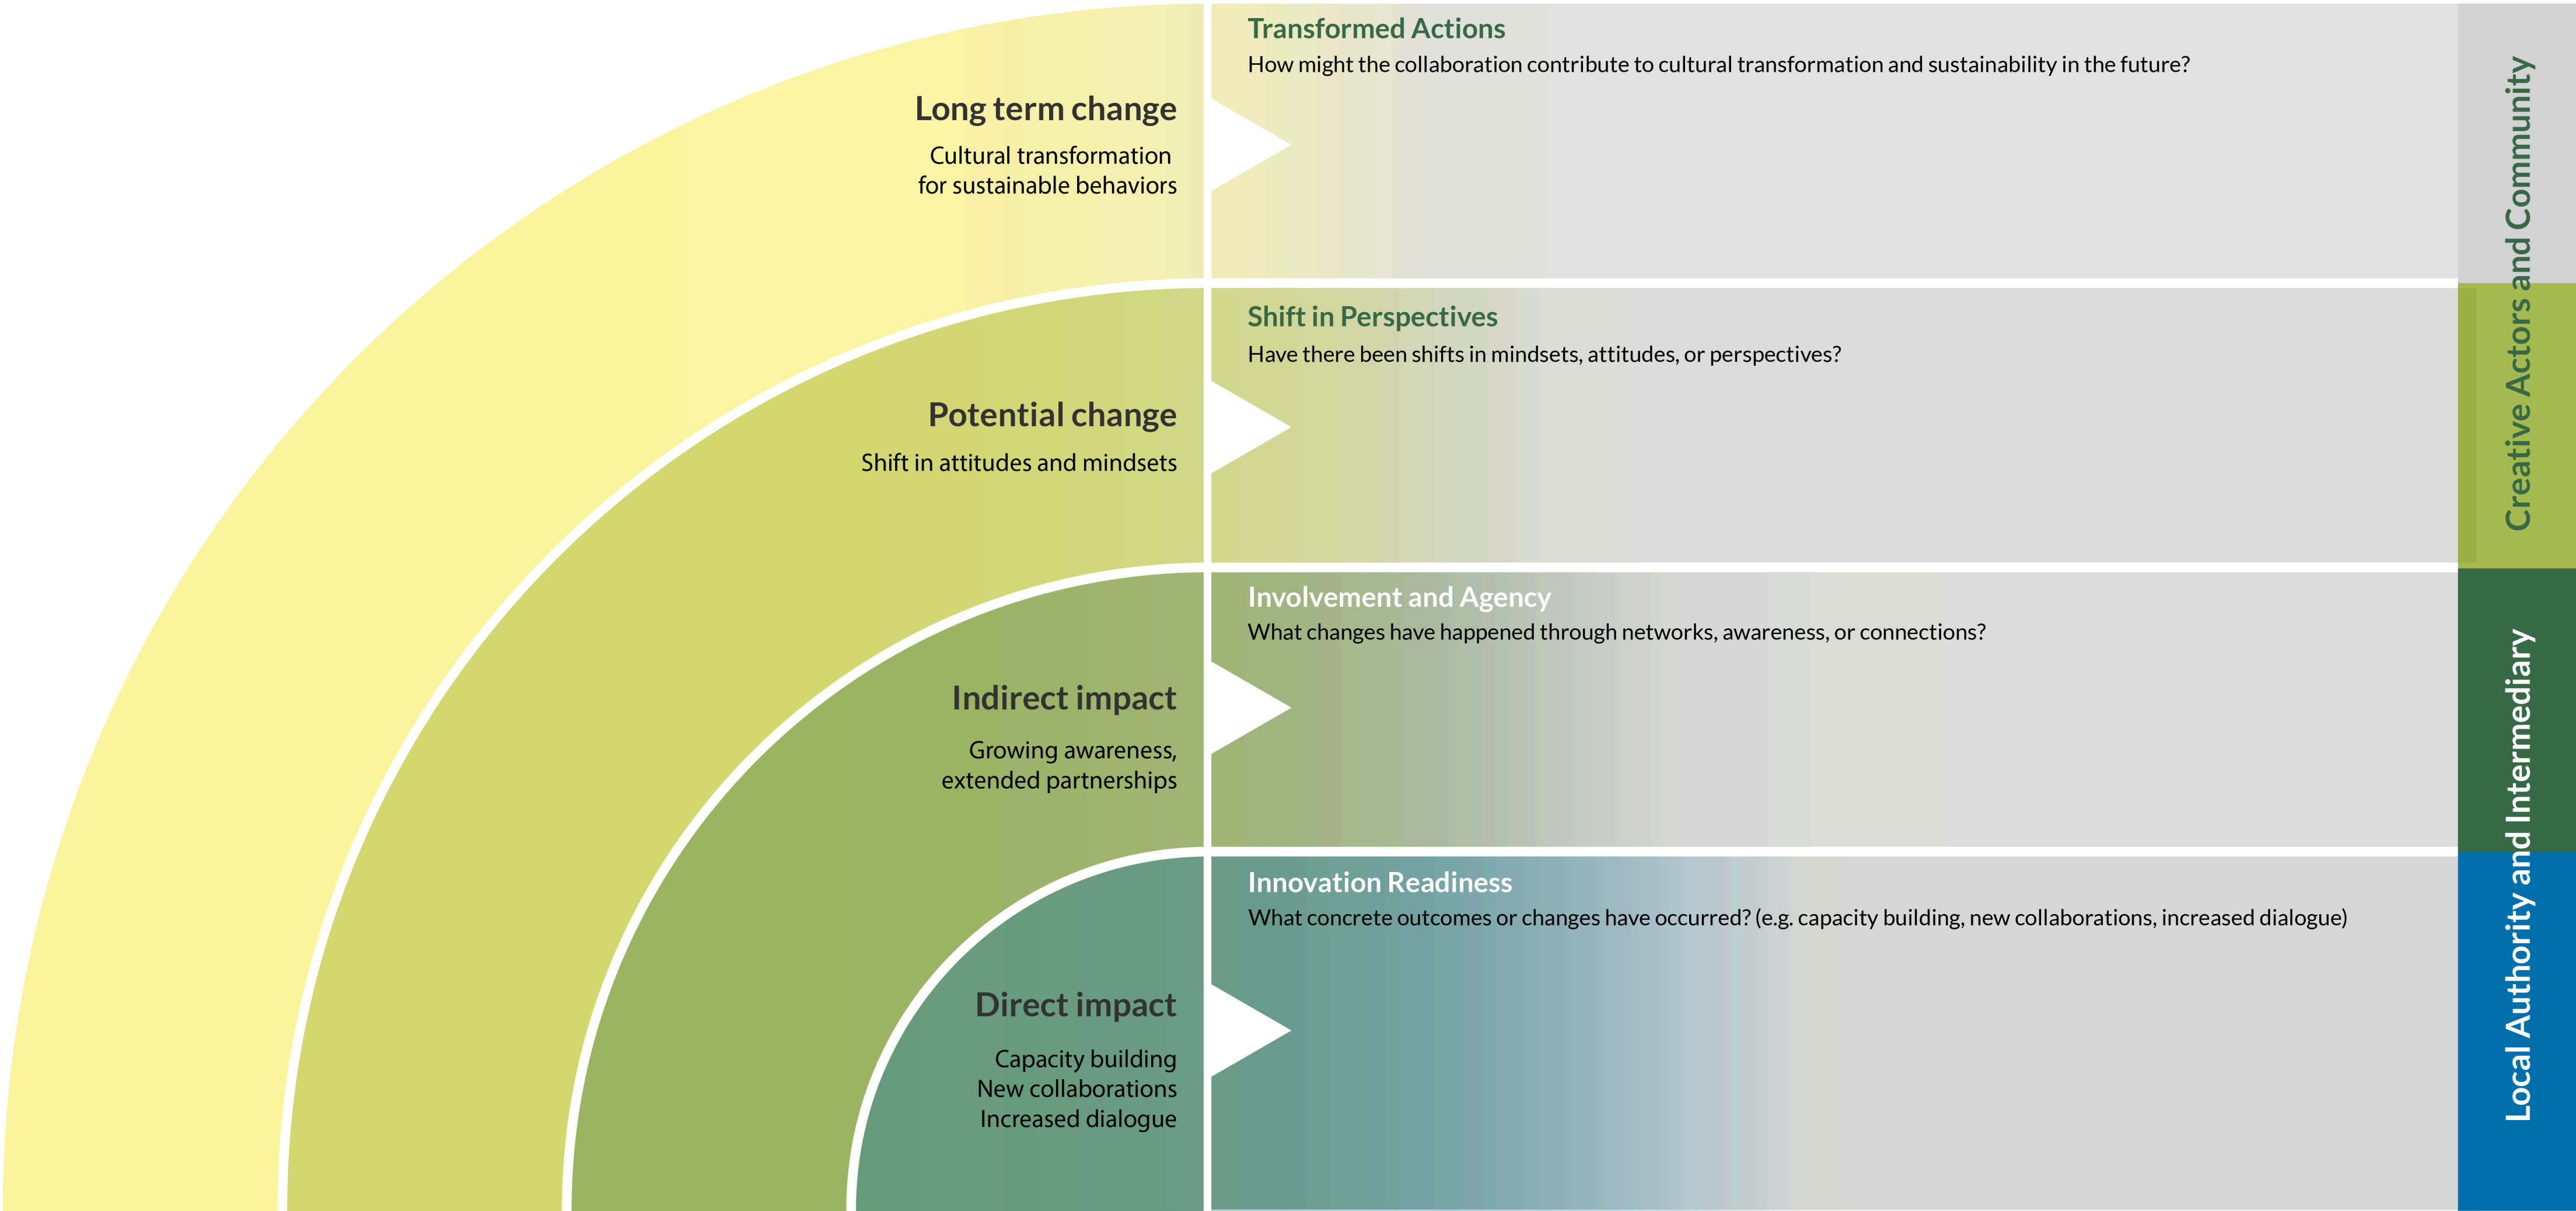 Transformed Actions
How might the collaboration contribute to cultural transformation and sustainability in the future?
Long term change
Cultural transformation
for sustainable behaviors
Shift in Perspectives
Have there been shifts in mindsets, attitudes, or perspectives?
Potential change
Shift in attitudes and mindsets
Creative Actors and Community
Involvement and Agency
What changes have happened through networks, awareness, or connections?
Indirect impact
Growing awareness,
extended partnerships
Innovation Readiness
What concrete outcomes or changes have occurred? (e.g. capacity building, new collaborations, increased dialogue)
Direct impact
Capacity building
New collaborations
Increased dialogue
Local Authority and Intermediary